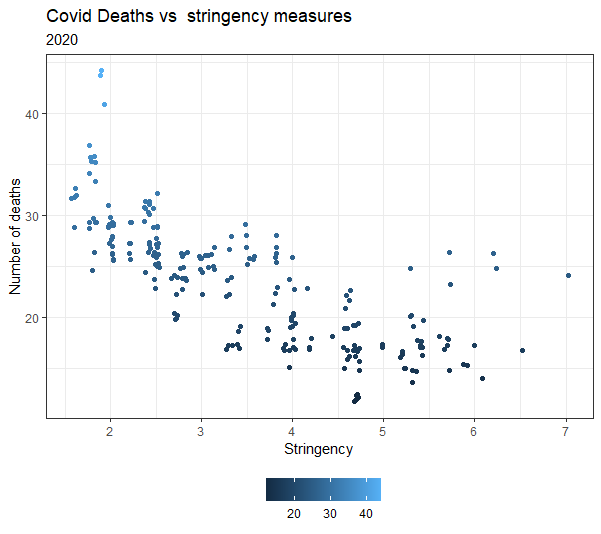 Covid Deaths vs  stringency measures
2020
Number of deaths
40
30
20
2 3 4 5 6 7
Stringency
20 30 40